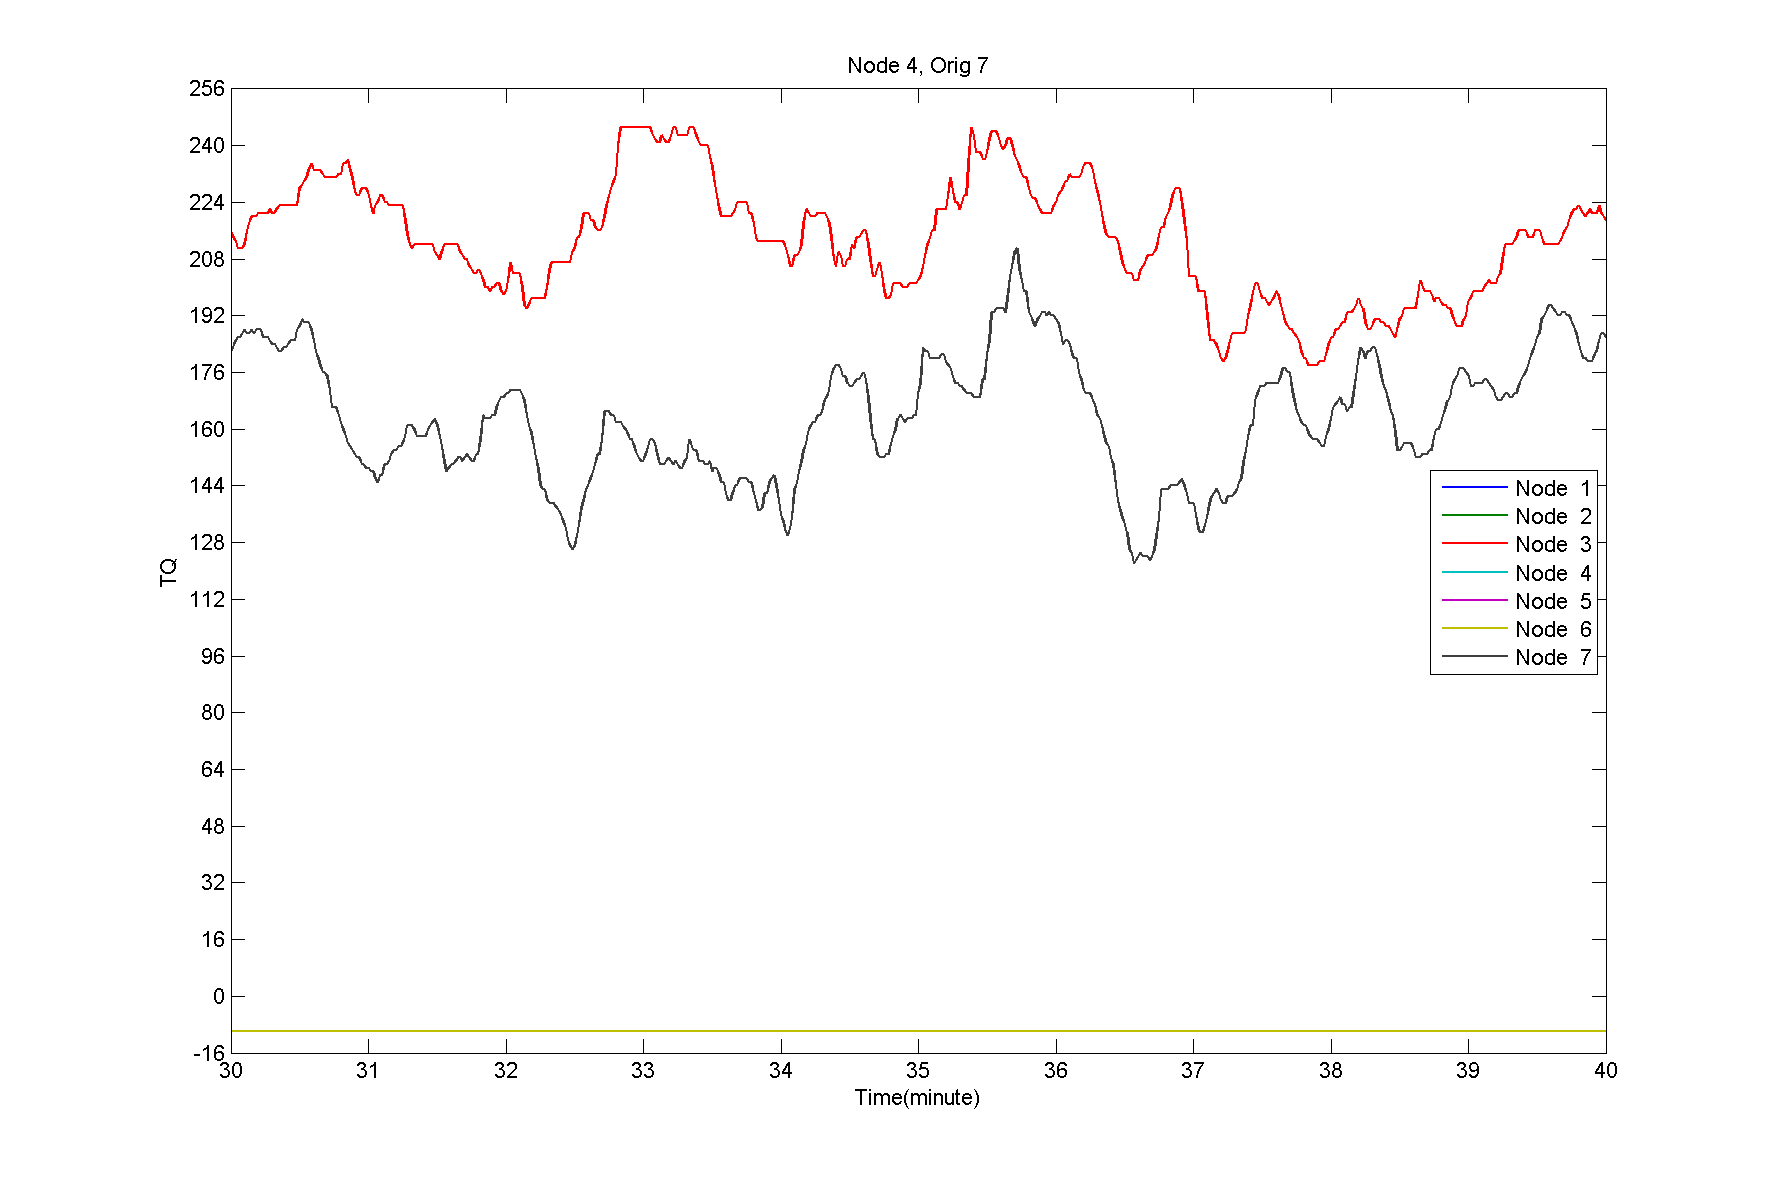 Node 4, Orig 7
256
240
224
208
192
176
160
144
128
112
96
80
64
48
32
16
0
-16
TQ
30 31 32 33 34 35 36 37 38 39 40
Time(minute)
Node 1
Node 2
Node 3
Node 4
Node 5
Node 6
Node 7